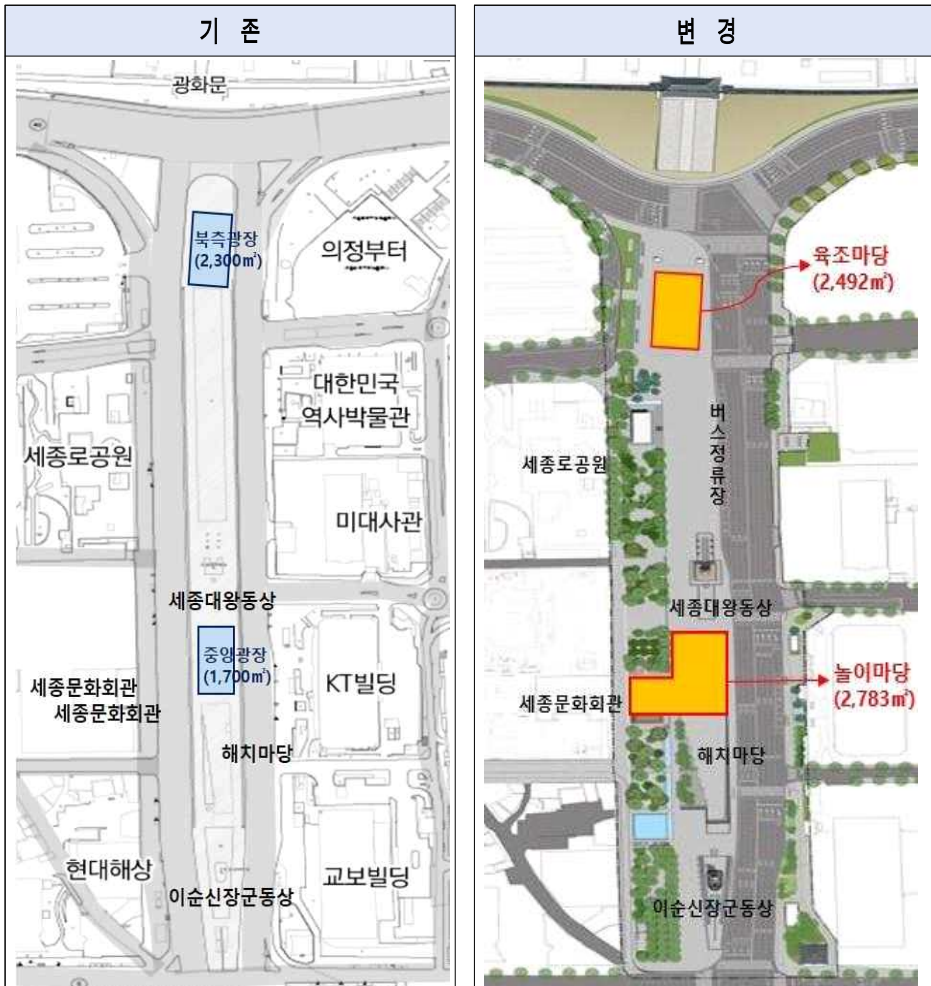 기 존
광화문
북측광장
(2,300㎡)
의정부터
대한민국
역사박물관
세종로공원
미대사관
세종대왕동상
중앙광장
(1,700㎡)
세종문화회관
세종문화회관
KT빌딩
해치마당
현대해상
교보빌딩
이순신장군동상
변 경
육조마당
(2,492㎡)
버스정류장
세종로공원
세종대왕동상
놀이마당
(2,783㎡)
세종문화회관
해치마당
이순신장군동상